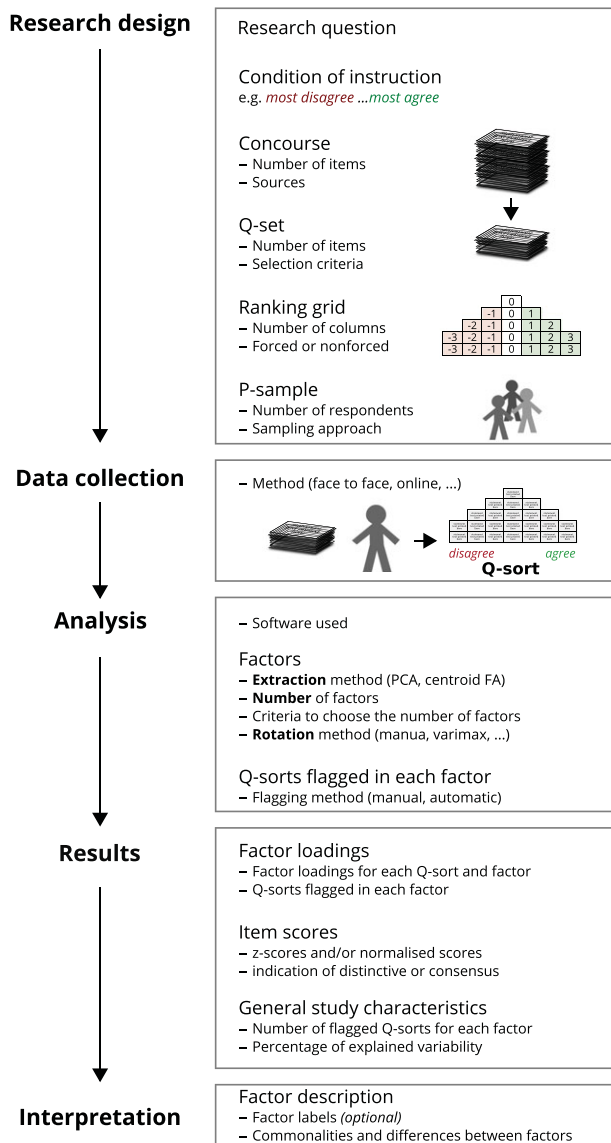 Research design
Research question
Condition of instruction
e.g. most disagree ...most agree
Concourse
– Number of items
– Sources
Q-set
– Number of items
– Selection criteria
Ranking grid
– Number of columns
– Forced or nonforced
0
-1 0 1
-2 -1 0 1 2
-3 -2 -1 0 1 2 3
-3 -2 -1 0 1 2 3
P-sample
– Number of respondents
– Sampling approach
Data collection
– Method (face to face, online, ...)
disagree agree
Q-sort
Analysis
– Software used
Factors
– Extraction method (PCA, centroid FA)
– Number of factors
– Criteria to choose the number of factors
– Rotation method (manua, varimax, ...)
Q-sorts flagged in each factor
– Flagging method (manual, automatic)
Results
Factor loadings
– Factor loadings for each Q-sort and factor
– Q-sorts flagged in each factor
Item scores
– z-scores and/or normalised scores
– indication of distinctive or consensus
General study characteristics
– Number of flagged Q-sorts for each factor
– Percentage of explained variability
Interpretation
Factor description
– Factor labels (optional)
– Commonalities and differences between factors